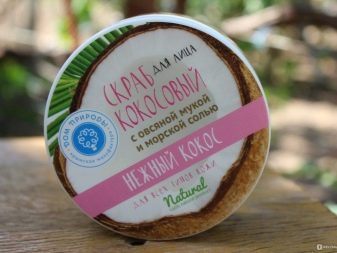 СКРАБ ДЛЯ ЛИЦА
КОКОСОВЫЙ
С ОВСЯНОЙ МУКОЙ
И МОРСКОЙ СОЛЬЮ
НЕЖНЫЙ КОКОС
ДЛЯ ВСЕХ ТИПОВ КОЖИ
Natural
ДОМ ПРИРОДЫ